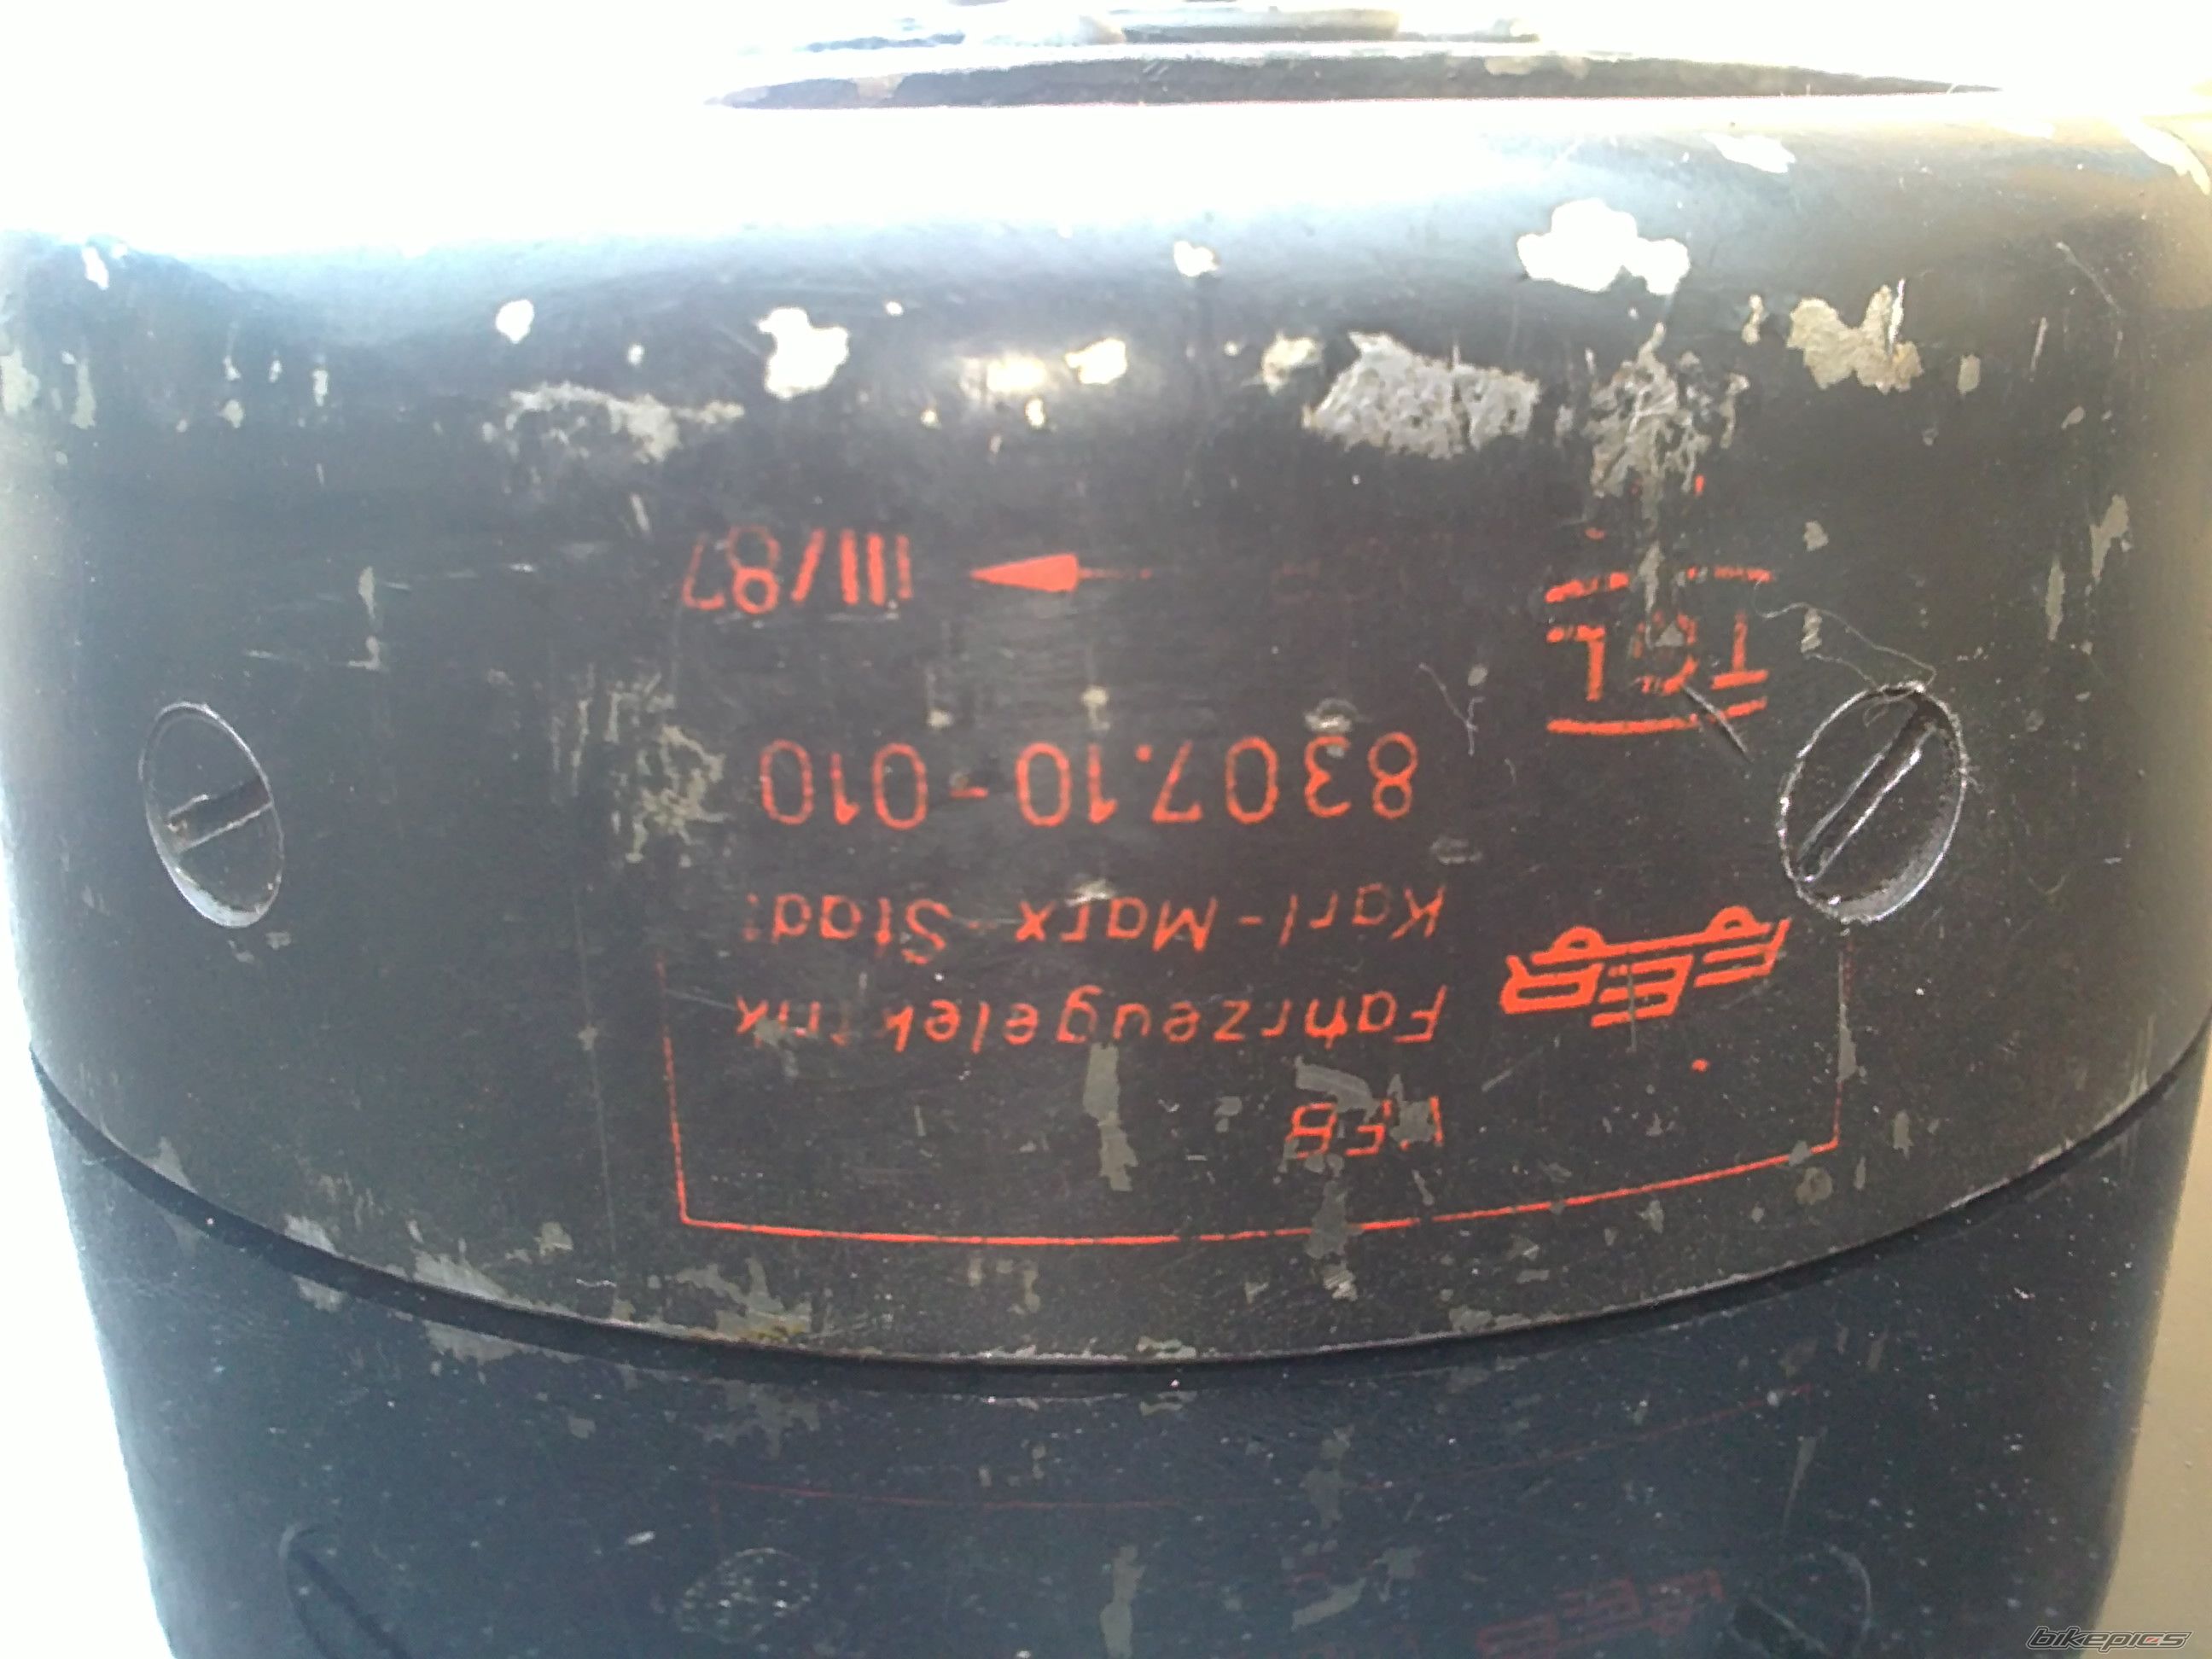 VEB
FER Fahrzeugelektrik
Karl-Marx-Stadt
8307.10-010
TGL
III/87
bikepics